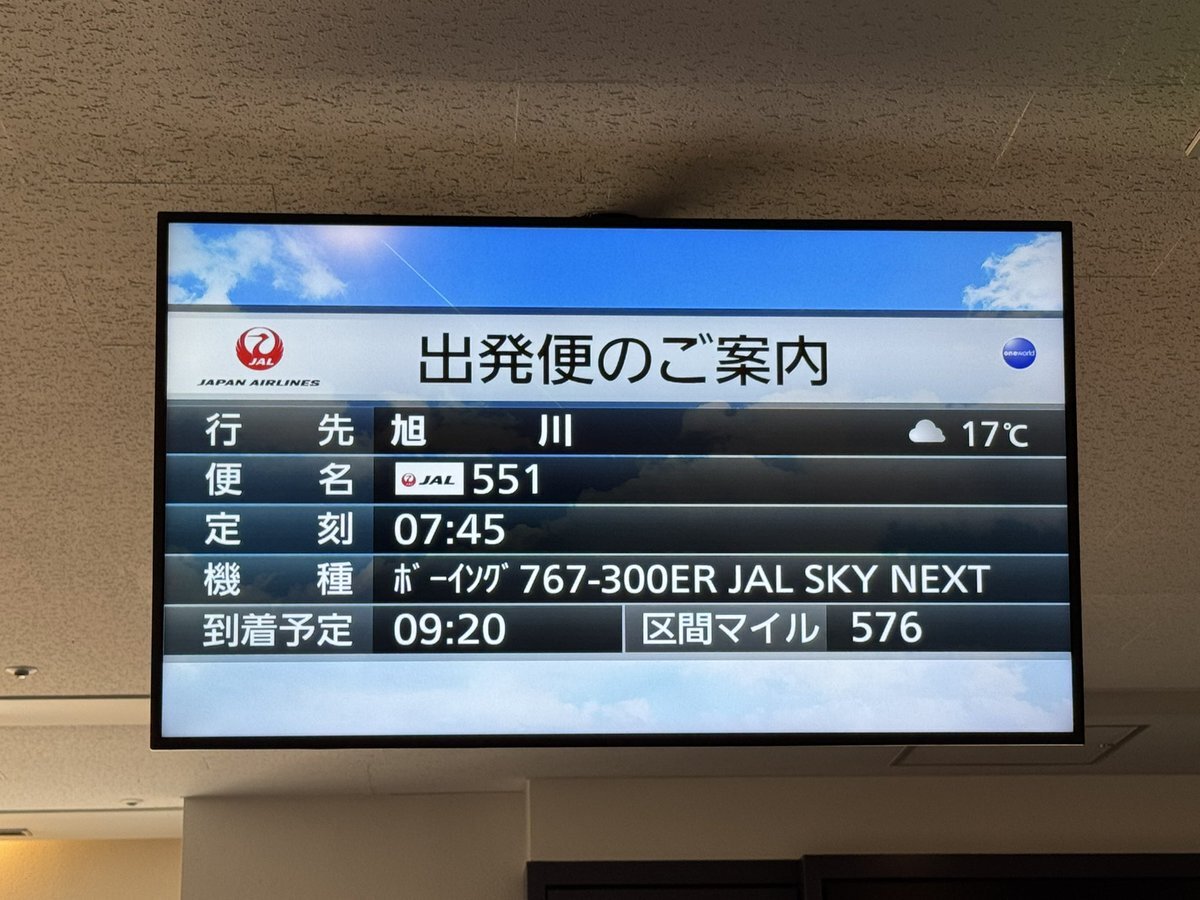 JAL
JAPAN AIRLINES
出発便のご案内
oneworld
行先 旭川 17℃
便名 JAL 551
定刻 07:45
機種 ﾎﾞｰｲﾝｸﾞ 767-300ER JAL SKY NEXT
到着予定 09:20 区間マイル 576